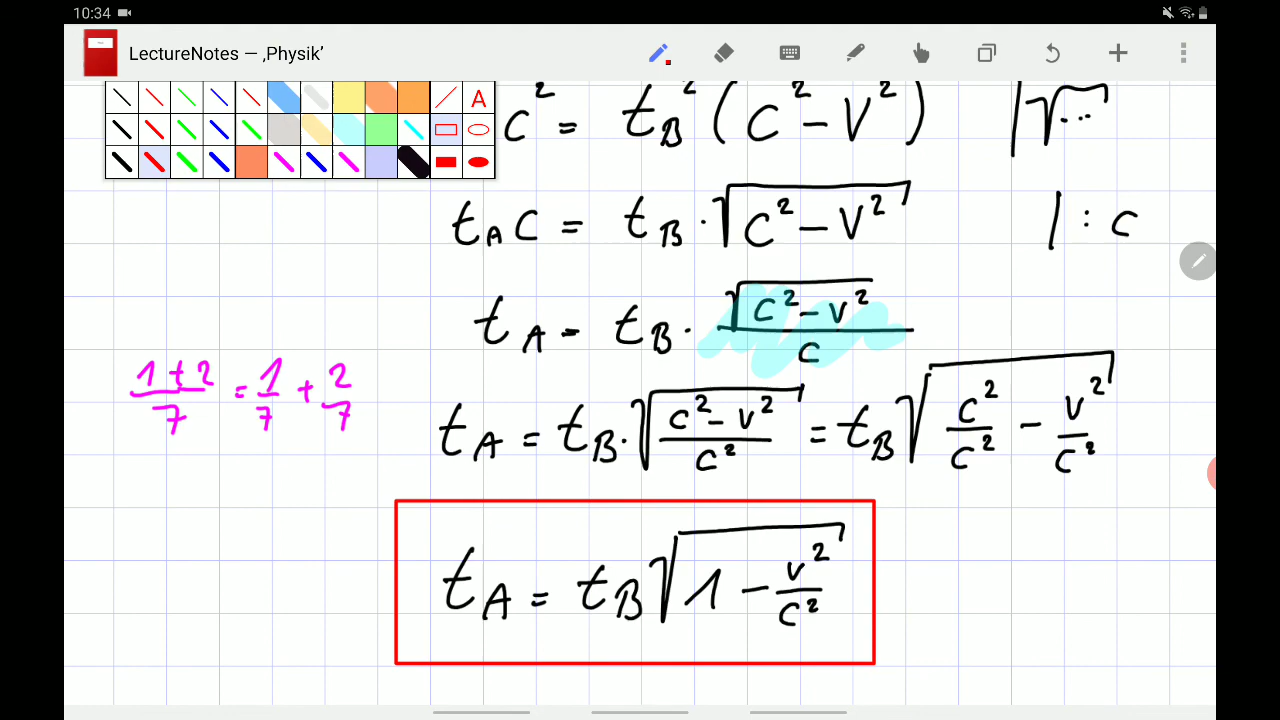 10:34
LectureNotes — ‚Physik’
A
c² = t_B² (c² − v²) |√...
t_A c = t_B · √(c² − v²) | : c
t_A = t_B · √(c² − v²)/c
(1+2)/7 = 1/7 + 2/7
t_A = t_B · √((c² − v²)/c²) = t_B √(c²/c² − v²/c²)
t_A = t_B √(1 − v²/c²)